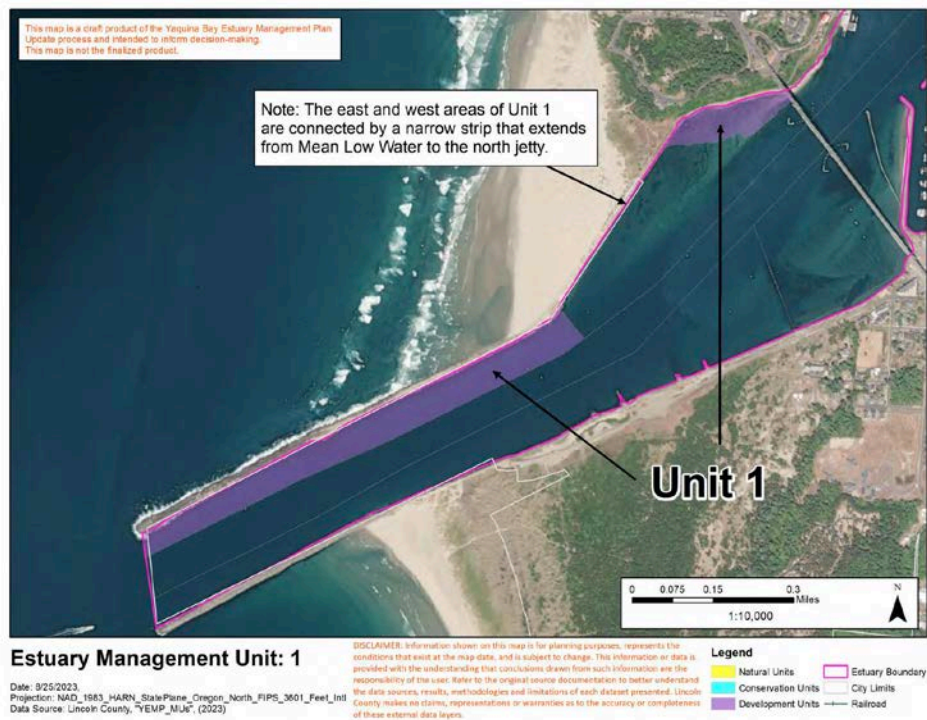 This map is a draft product of the Yaquina Bay Estuary Management Plan
Update process and intended to inform decision-making.
This map is not the finalized product.
Note: The east and west areas of Unit 1
are connected by a narrow strip that extends
from Mean Low Water to the north jetty.
Unit 1
0 0.075 0.15 0.3
Miles
1:10,000
N
Estuary Management Unit: 1
Date: 8/25/2023,
Projection: NAD_1983_HARN_StatePlane_Oregon_North_FIPS_3601_Feet_Intl
Data Source: Lincoln County, "YEMP_MUs", (2023)
DISCLAIMER: Information shown on this map is for planning purposes, represents the
conditions that exist at the map date, and is subject to change. This information or data is
provided with the understanding that conclusions drawn from such information are the
responsibility of the user. Refer to the original source documentation to better understand
the data sources, results, methodologies and limitations of each dataset presented. Lincoln
County makes no claims, representations or warranties as to the accuracy or completeness
of these external data layers.
Legend
Natural Units
Conservation Units
Development Units
Estuary Boundary
City Limits
Railroad